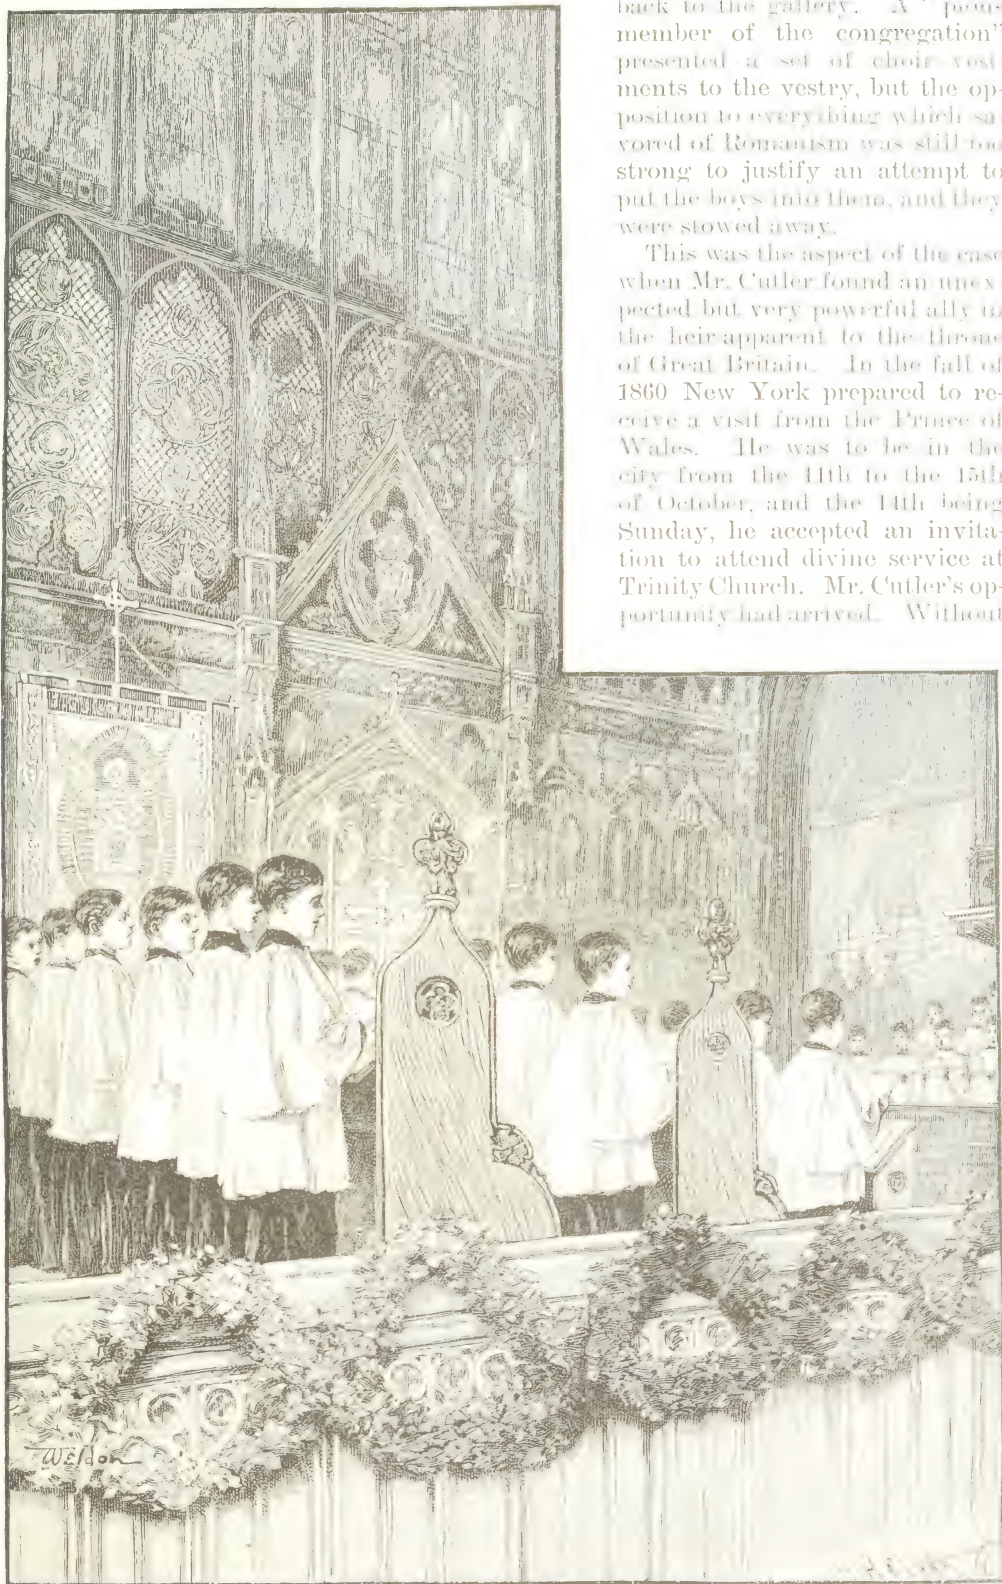 back to the gallery. A "pious
member of the congregation"
presented a set of choir vest-
ments to the vestry, but the op-
position to everything which sa-
vored of Romanism was still too
strong to justify an attempt to
put the boys into them, and they
were stowed away.
This was the aspect of the case
when Mr. Cutler found an unex-
pected but very powerful ally in
the heir apparent to the throne
of Great Britain. In the fall of
1860 New York prepared to re-
ceive a visit from the Prince of
Wales. He was to be in the
city from the 11th to the 15th
of October, and the 14th being
Sunday, he accepted an invita-
tion to attend divine service at
Trinity Church. Mr. Cutler's op-
portunity had arrived. Without
Weldon